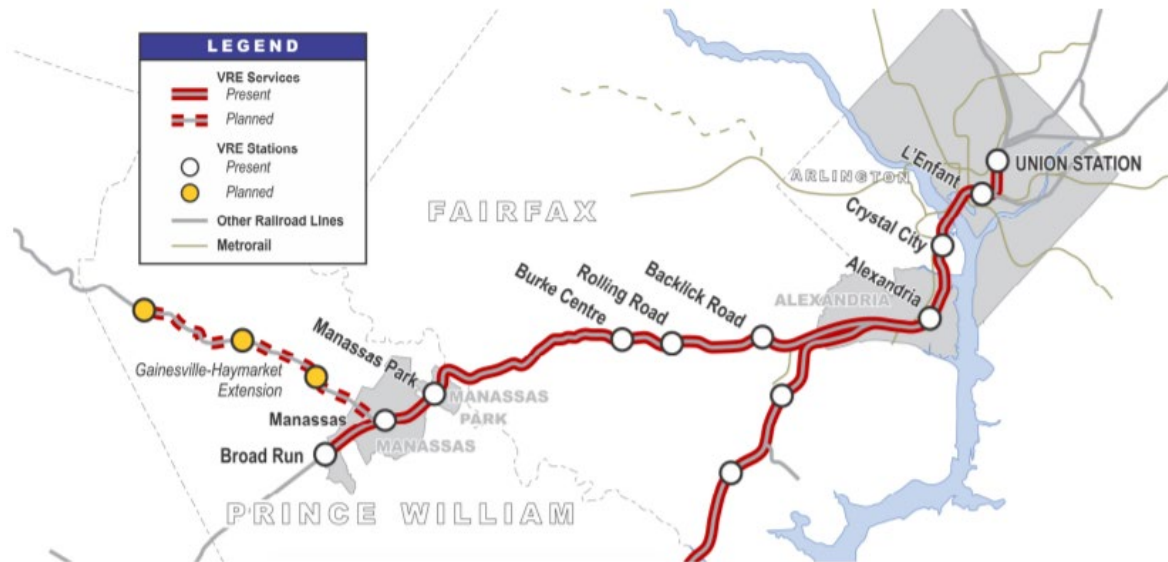 LEGEND
VRE Services
Present
Planned
VRE Stations
Present
Planned
Other Railroad Lines
Metrorail
UNION STATION
L'Enfant
ARLINGTON
FAIRFAX
Crystal City
Alexandria
ALEXANDRIA
Backlick Road
Rolling Road
Burke Centre
Manassas Park
MANASSAS
PARK
Gainesville-Haymarket
Extension
Manassas
MANASSAS
Broad Run
PRINCE WILLIAM